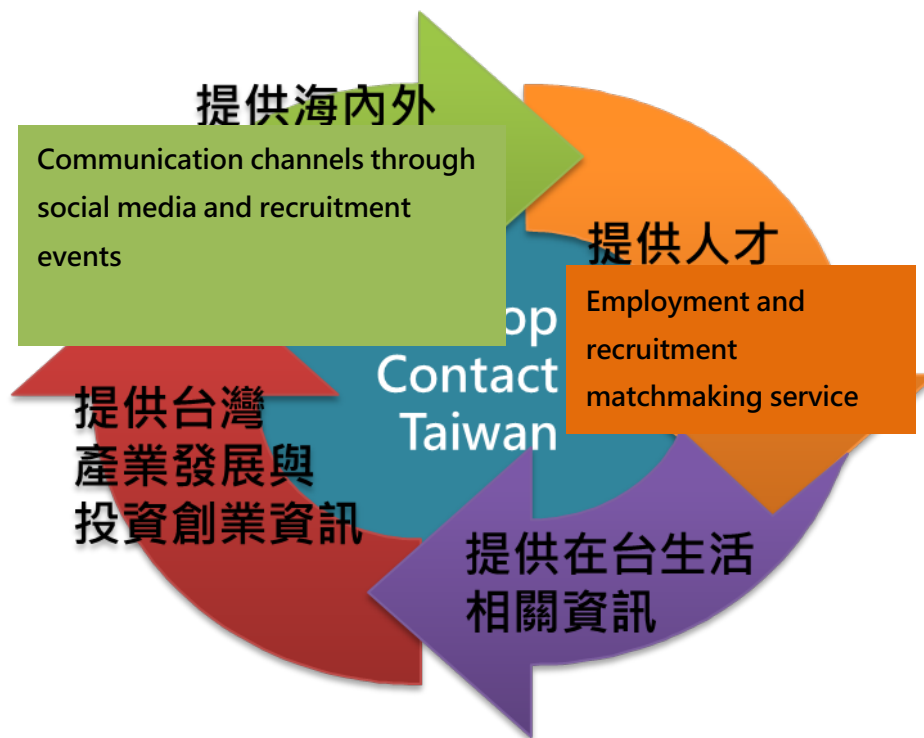 提供海內外
Communication channels through
social media and recruitment
events
提供人才
Employment and
recruitment
matchmaking service
op
Contact
Taiwan
提供台灣
產業發展與
投資創業資訊
提供在台生活
相關資訊